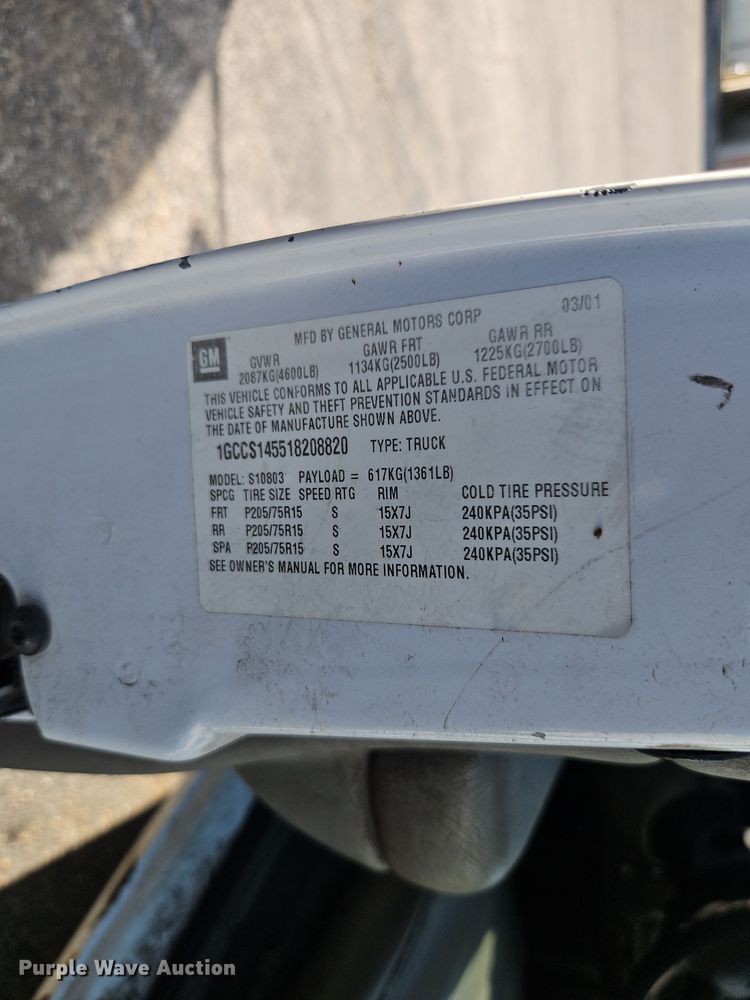 MFD BY GENERAL MOTORS CORP 03/01
GM
GVWR GAWR FRT GAWR RR
2087KG(4600LB) 1134KG(2500LB) 1225KG(2700LB)
THIS VEHICLE CONFORMS TO ALL APPLICABLE U.S. FEDERAL MOTOR
VEHICLE SAFETY AND THEFT PREVENTION STANDARDS IN EFFECT ON
THE DATE OF MANUFACTURE SHOWN ABOVE.
1GCCS145518208820 TYPE: TRUCK
MODEL: S10803 PAYLOAD = 617KG(1361LB)
SPCG TIRE SIZE SPEED RTG RIM COLD TIRE PRESSURE
FRT P205/75R15 S 15X7J 240KPA(35PSI)
RR P205/75R15 S 15X7J 240KPA(35PSI)
SPA P205/75R15 S 15X7J 240KPA(35PSI)
SEE OWNER'S MANUAL FOR MORE INFORMATION.
Purple Wave Auction